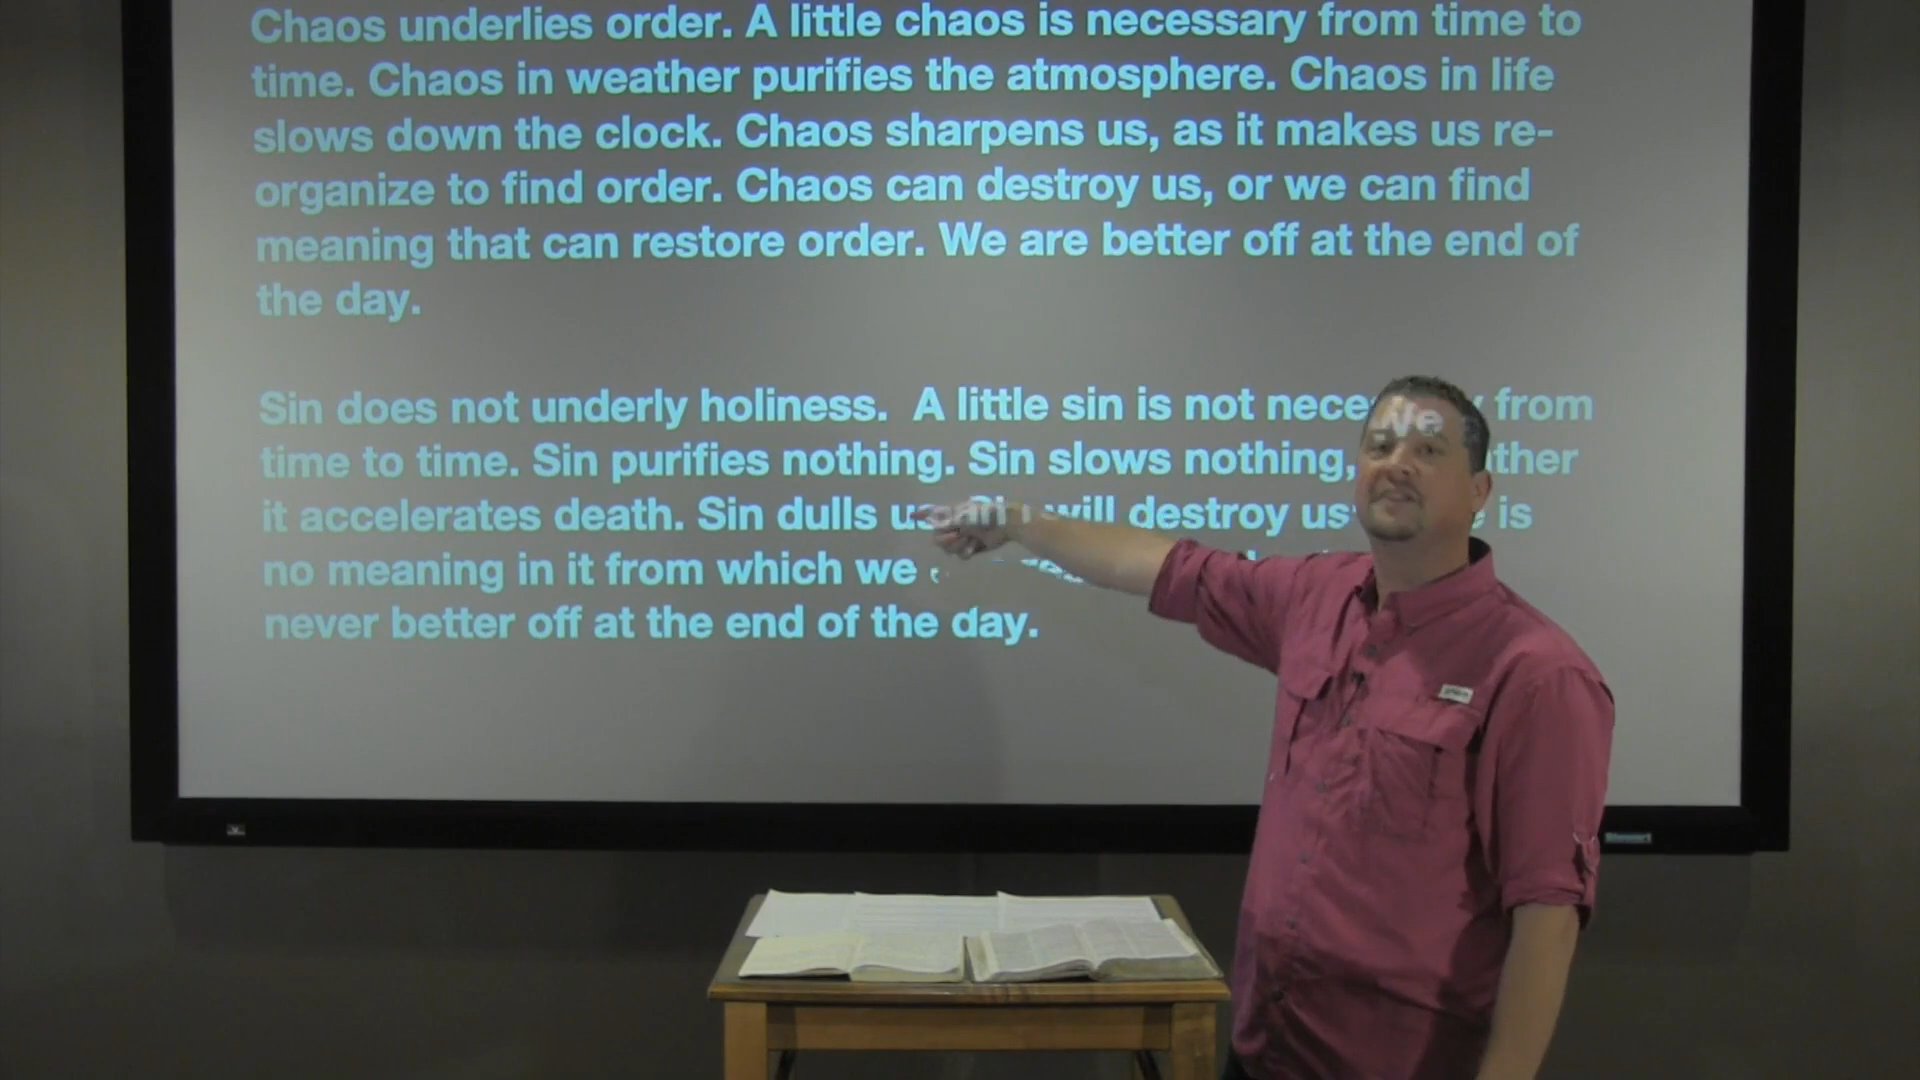 Chaos underlies order. A little chaos is necessary from time to
time. Chaos in weather purifies the atmosphere. Chaos in life
slows down the clock. Chaos sharpens us, as it makes us re-
organize to find order. Chaos can destroy us, or we can find
meaning that can restore order. We are better off at the end of
the day.
Sin does not underly holiness. A little sin is not from
time to time. Sin purifies nothing. Sin slows nothing,
it accelerates death. Sin dulls will destroy us is
no meaning in it from which we
never better off at the end of the day.
We
Stewart